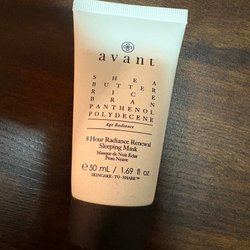 avant
SHEA
BUTTER
RICE
BRAN
PANTHENOL
POLYDECENE
Age Radiance
8 Hour Radiance Renewal
Sleeping Mask
Masque de Nuit Éclat
Peau Neuve
℮ 50 mL / 1.69 fl oz
SKINCARE-TO-SHARE™